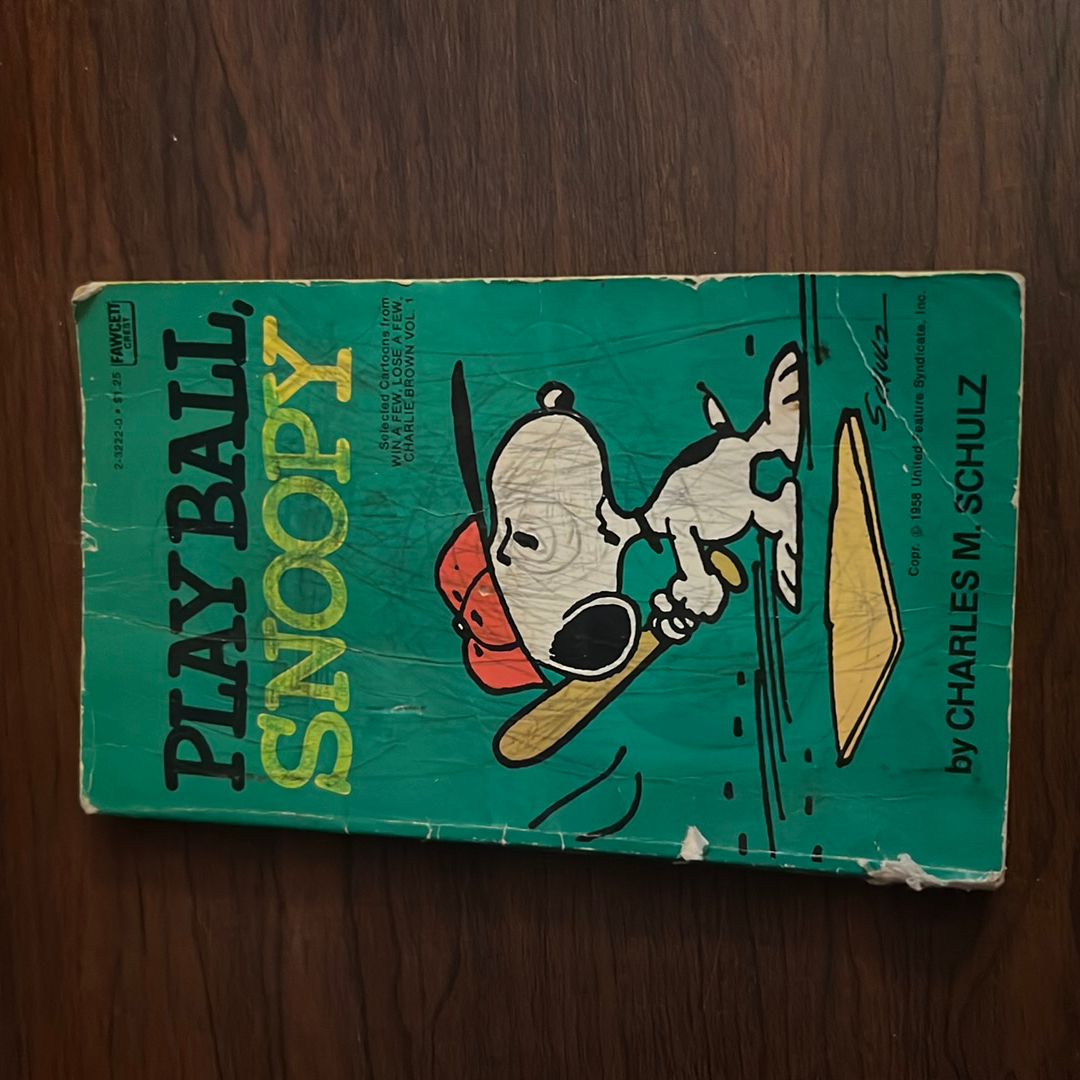 2-3222-0 • $1.25
FAWCETT
CREST
PLAY BALL,
SNOOPY
Selected Cartoons from
WIN A FEW, LOSE A FEW,
CHARLIE BROWN VOL. 1
SCHULZ
Copr. © 1958 United Feature Syndicate, Inc.
by CHARLES M. SCHULZ